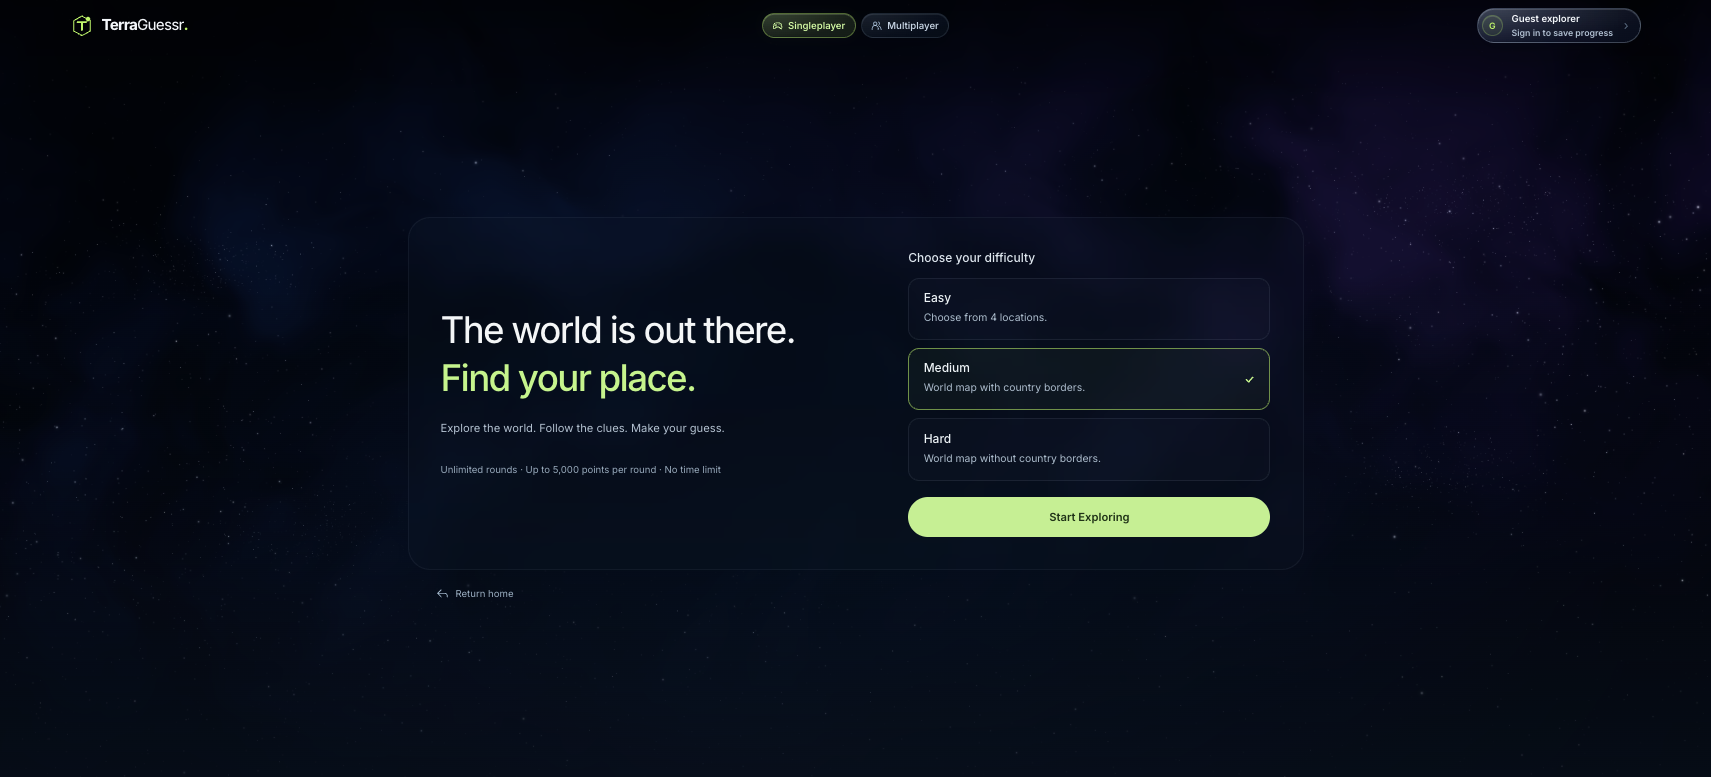 TerraGuessr.
Singleplayer
Multiplayer
G
Guest explorer
Sign in to save progress
The world is out there.
Find your place.
Explore the world. Follow the clues. Make your guess.
Unlimited rounds · Up to 5,000 points per round · No time limit
Choose your difficulty
Easy
Choose from 4 locations.
Medium
World map with country borders.
Hard
World map without country borders.
Start Exploring
Return home